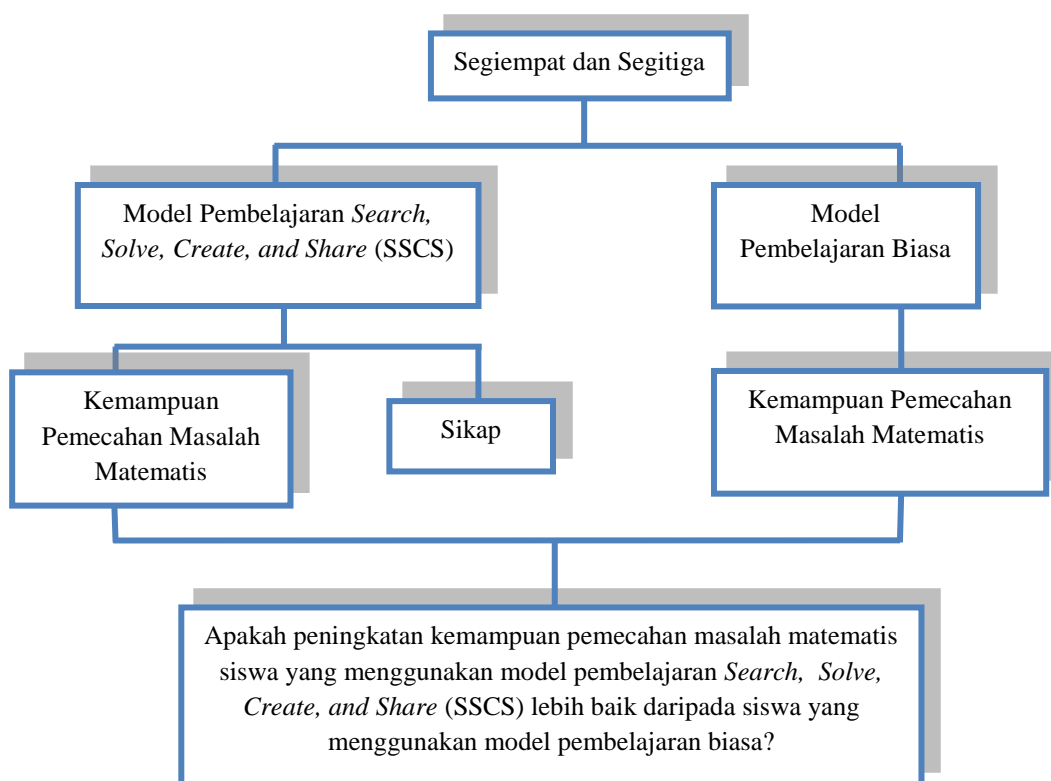 Segiempat dan Segitiga
Model Pembelajaran Search,
Solve, Create, and Share (SSCS)
Model
Pembelajaran Biasa
Kemampuan
Pemecahan Masalah
Matematis
Sikap
Kemampuan Pemecahan
Masalah Matematis
Apakah peningkatan kemampuan pemecahan masalah matematis
siswa yang menggunakan model pembelajaran Search, Solve,
Create, and Share (SSCS) lebih baik daripada siswa yang
menggunakan model pembelajaran biasa?